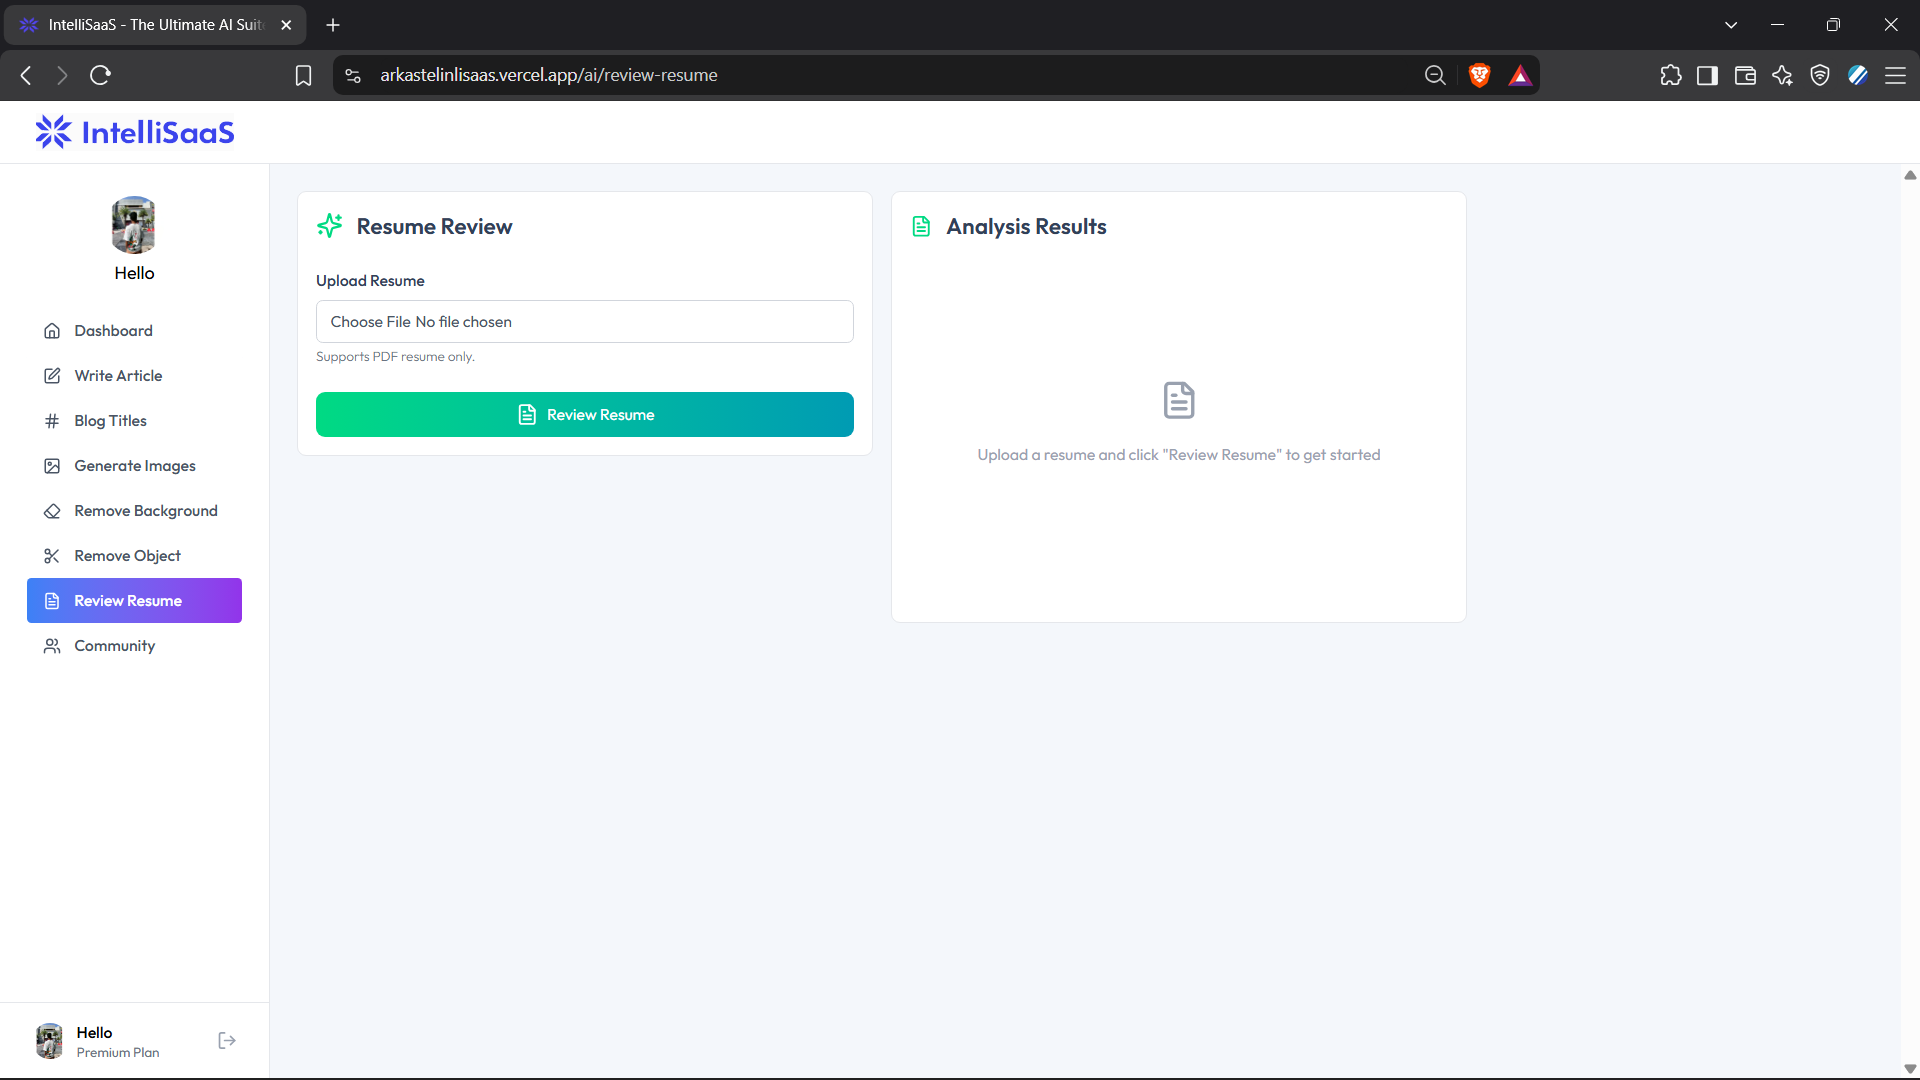 IntelliSaaS - The Ultimate AI Suit
arkastelinlisaas.vercel.app/ai/review-resume
IntelliSaaS
Hello
Dashboard
Write Article
Blog Titles
Generate Images
Remove Background
Remove Object
Review Resume
Community
Hello
Premium Plan
Resume Review
Upload Resume
Choose File No file chosen
Supports PDF resume only.
Review Resume
Analysis Results
Upload a resume and click "Review Resume" to get started